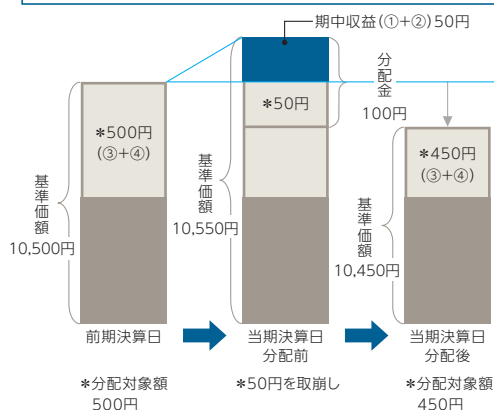 期中収益(①+②)50円
分配金
100円
*50円
*500円
(③+④)
*450円
(③+④)
基準価額
10,500円
基準価額
10,550円
基準価額
10,450円
前期決算日
当期決算日
分配前
当期決算日
分配後
*分配対象額
500円
*50円を取崩し
*分配対象額
450円